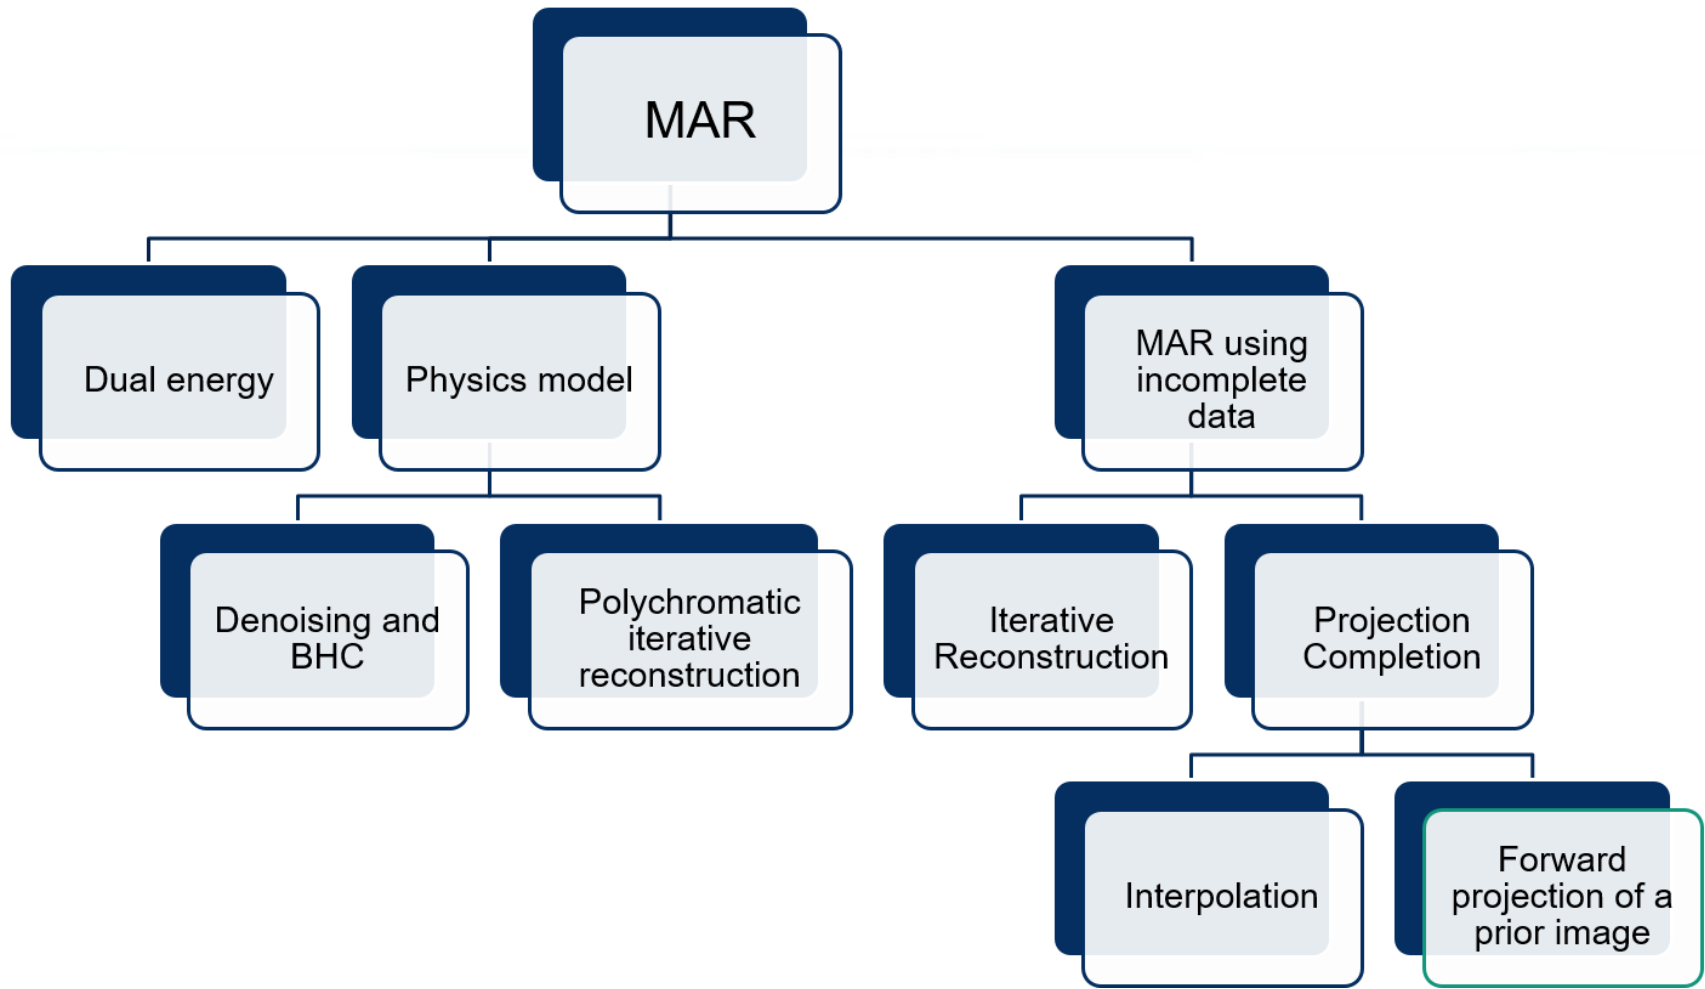 MAR
Dual energy
Physics model
MAR using
incomplete
data
Denoising and
BHC
Polychromatic
iterative
reconstruction
Iterative
Reconstruction
Projection
Completion
Interpolation
Forward
projection of a
prior image